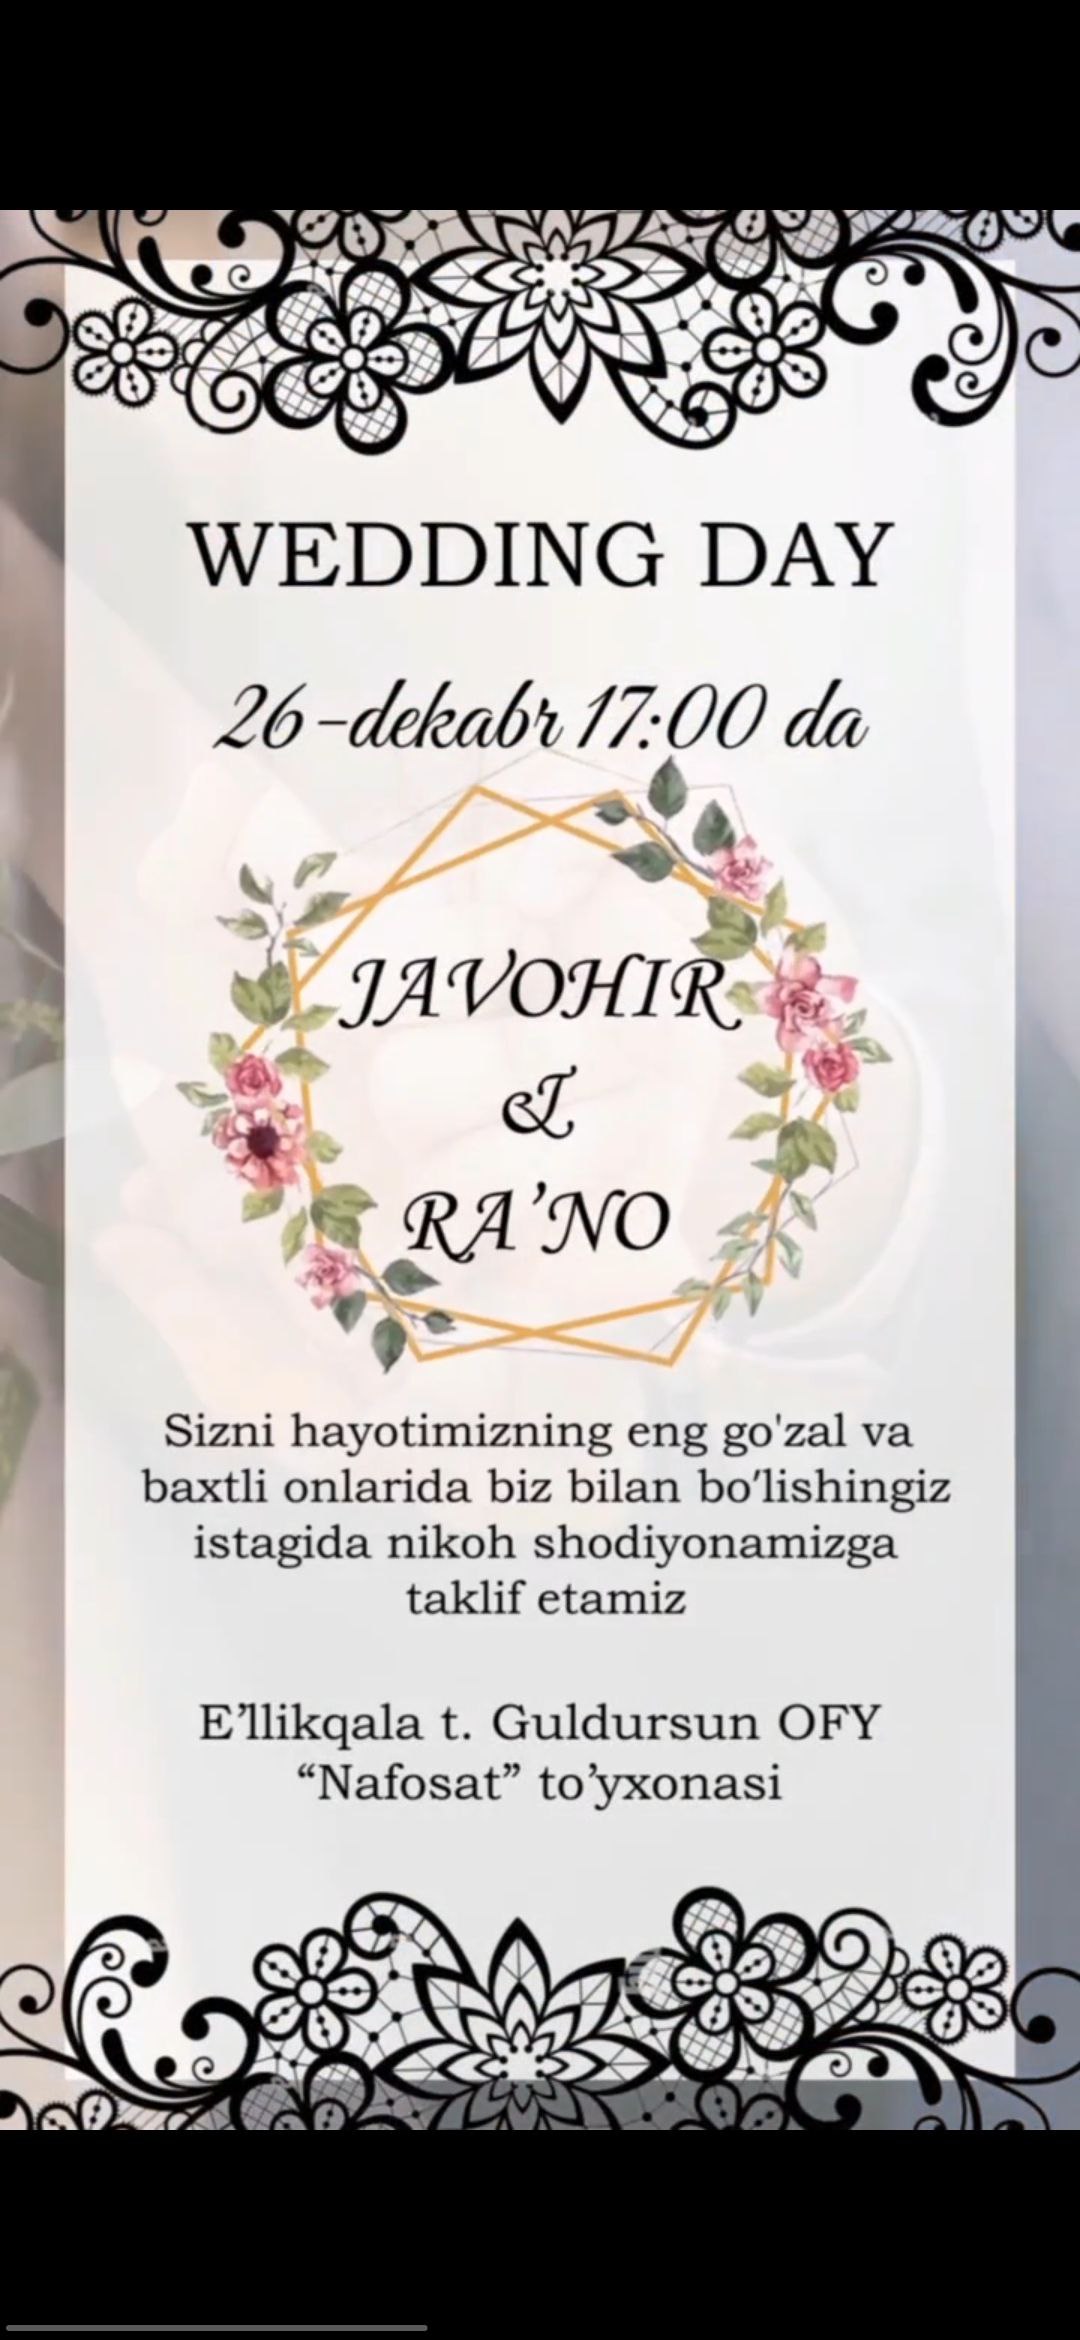 WEDDING DAY
26-dekabr 17:00 da
JAVOHIR
&
RA’NO
Sizni hayotimizning eng go'zal va
baxtli onlarida biz bilan bo’lishingiz
istagida nikoh shodiyonamizga
taklif etamiz
E’llikqala t. Guldursun OFY
“Nafosat” to’yxonasi